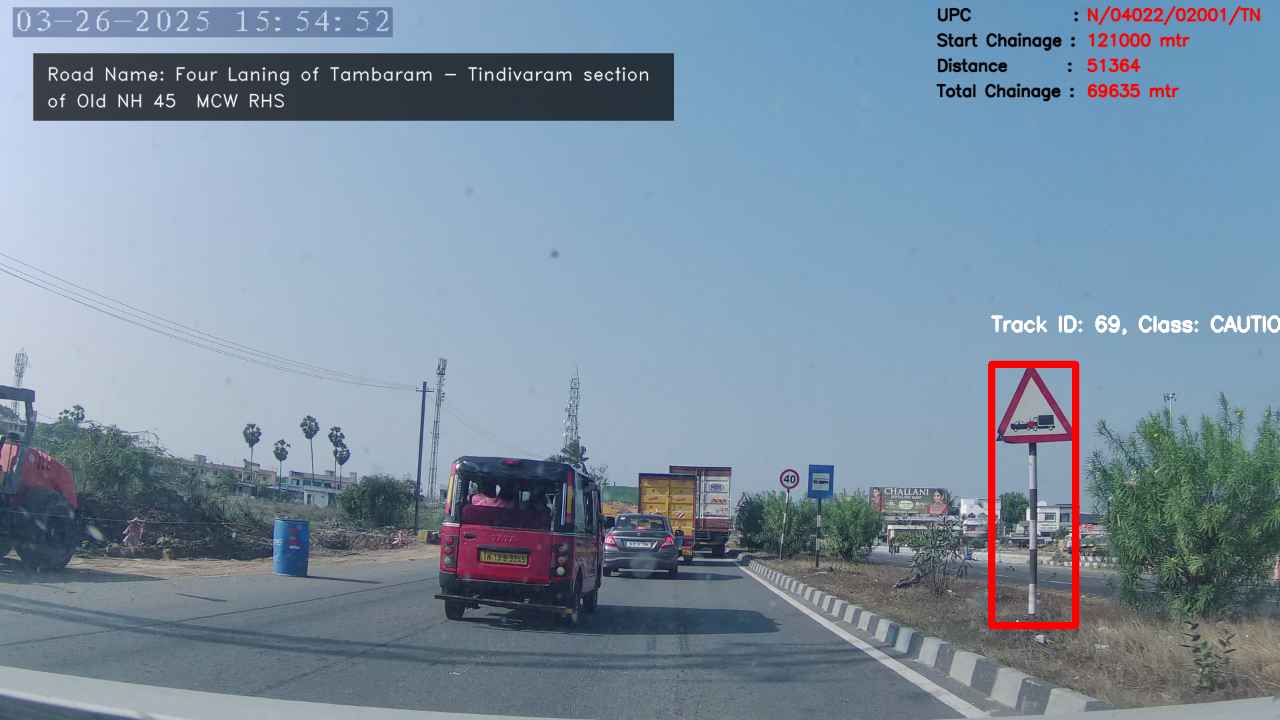 03-26-2025 15:54:52
Road Name: Four Laning of Tambaram - Tindivaram section
of Old NH 45 MCW RHS
UPC : N/04022/02001/TN
Start Chainage : 121000 mtr
Distance : 51364
Total Chainage : 69635 mtr
Track ID: 69, Class: CAUTIO
40
CHALLANI
TATA